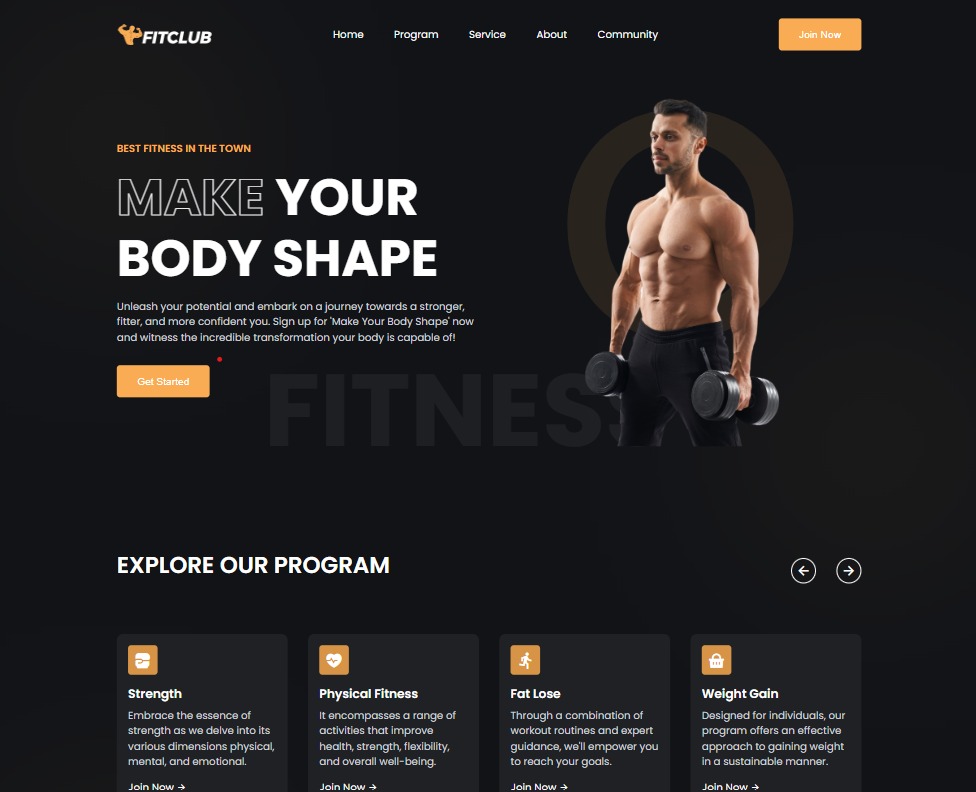 FITCLUB
Home Program Service About Community
Join Now
BEST FITNESS IN THE TOWN
MAKE YOUR
BODY SHAPE
Unleash your potential and embark on a journey towards a stronger,
fitter, and more confident you. Sign up for 'Make Your Body Shape' now
and witness the incredible transformation your body is capable of!
Get Started
FITNESS
EXPLORE OUR PROGRAM
Strength
Embrace the essence of
strength as we delve into its
various dimensions physical,
mental, and emotional.
Join Now →
Physical Fitness
It encompasses a range of
activities that improve
health, strength, flexibility,
and overall well-being.
Join Now →
Fat Lose
Through a combination of
workout routines and expert
guidance, we'll empower you
to reach your goals.
Join Now →
Weight Gain
Designed for individuals, our
program offers an effective
approach to gaining weight
in a sustainable manner.
Join Now →